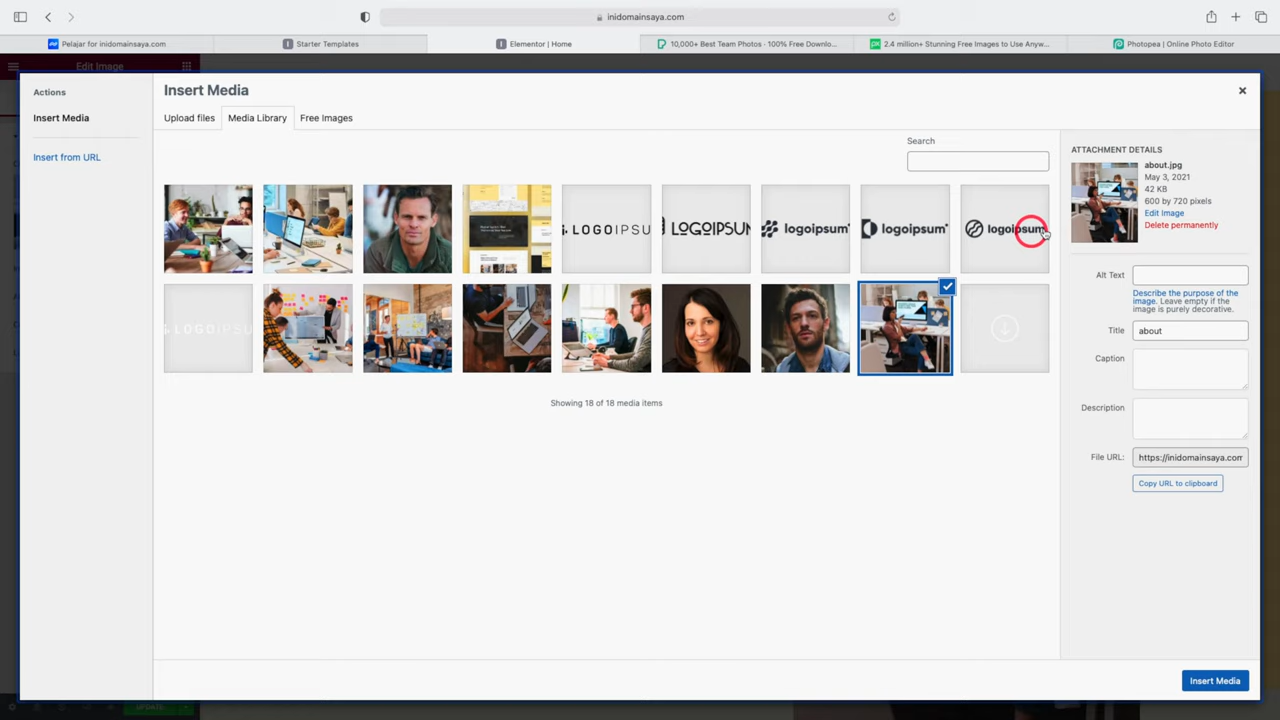 inidomainsaya.com
Pelajar for inidomainsaya.com
Starter Templates
Elementor | Home
10,000+ Best Team Photos · 100% Free Downlo...
2.4 million+ Stunning Free Images to Use Anyw...
Photopea | Online Photo Editor
Edit Image
Actions
Insert Media
Insert from URL
Insert Media
Upload files
Media Library
Free Images
Search
LOGOIPSU
LOGOIPSUM
logoipsum
logoipsum
logoipsum
LOGOIPSU
Showing 18 of 18 media items
ATTACHMENT DETAILS
about.jpg
May 3, 2021
42 KB
600 by 720 pixels
Edit Image
Delete permanently
Alt Text
Describe the purpose of the
image. Leave empty if the
image is purely decorative.
Title
about
Caption
Description
File URL:
https://inidomainsaya.com
Copy URL to clipboard
Insert Media
UPDATE